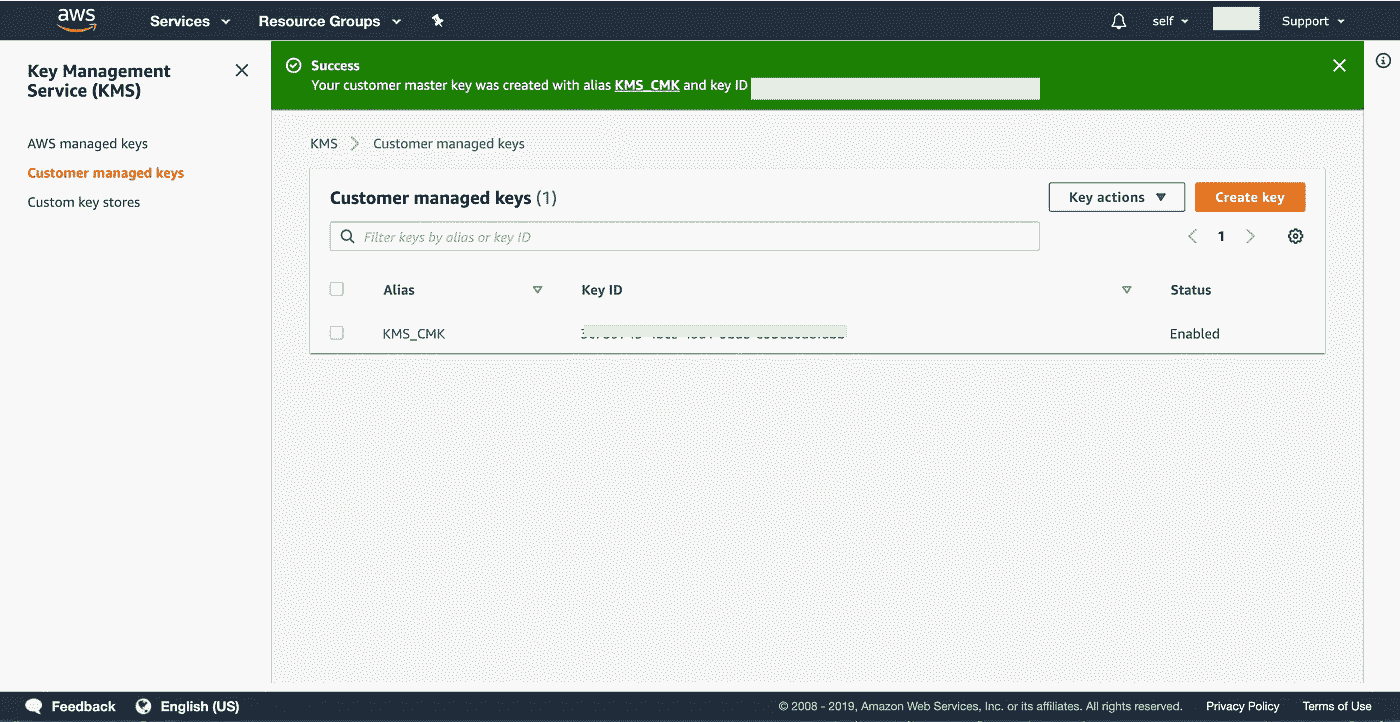 aws Services Resource Groups self Support
Key Management
Service (KMS)
AWS managed keys
Customer managed keys
Custom key stores
Success
Your customer master key was created with alias KMS_CMK and key ID
KMS Customer managed keys
Customer managed keys (1) Key actions Create key
Filter keys by alias or key ID 1
Alias Key ID Status
KMS_CMK Enabled
Feedback English (US) © 2008 - 2019, Amazon Web Services, Inc. or its affiliates. All rights reserved. Privacy Policy Terms of Use